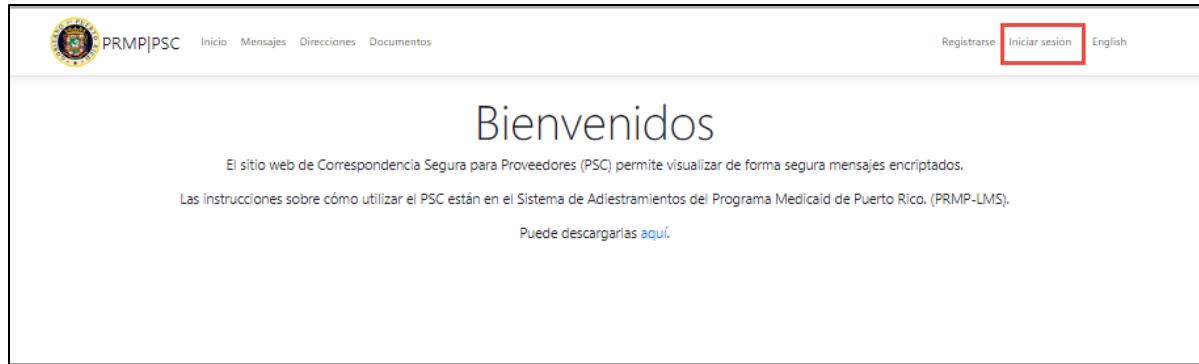 PRMP|PSC Inicio Mensajes Direcciones Documentos Registrarse Iniciar sesión English
Bienvenidos
El sitio web de Correspondencia Segura para Proveedores (PSC) permite visualizar de forma segura mensajes encriptados.
Las instrucciones sobre cómo utilizar el PSC están en el Sistema de Adiestramientos del Programa Medicaid de Puerto Rico. (PRMP-LMS).
Puede descargarlas aquí.